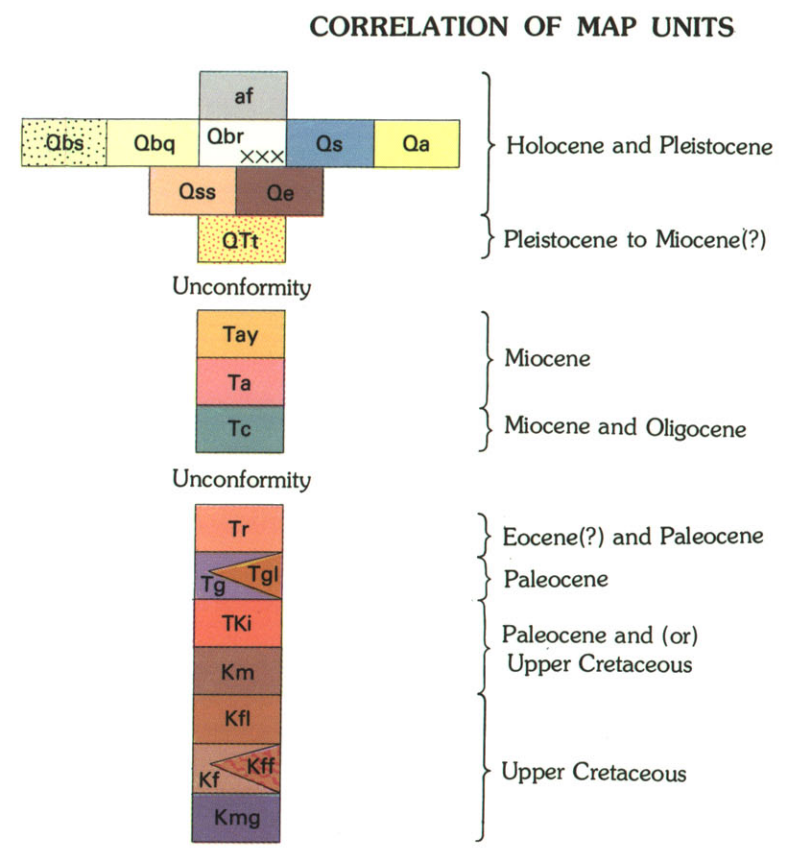 CORRELATION OF MAP UNITS
af
Qbs Qbq Qbr Qs Qa
XXX
Holocene and Pleistocene
Qss Qe
QTt
Pleistocene to Miocene(?)
Unconformity
Tay
Miocene
Ta
Tc
Miocene and Oligocene
Unconformity
Tr
Eocene(?) and Paleocene
Tg Tgl
Paleocene
TKi
Paleocene and (or)
Upper Cretaceous
Km
Kfl
Kf Kff
Upper Cretaceous
Kmg